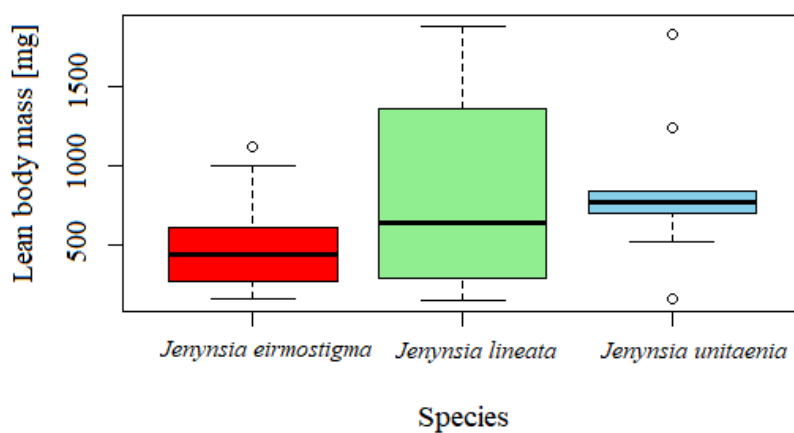 Lean body mass [mg]
1500
1000
500
Jenynsia eirmostigma Jenynsia lineata Jenynsia unitaenia
Species